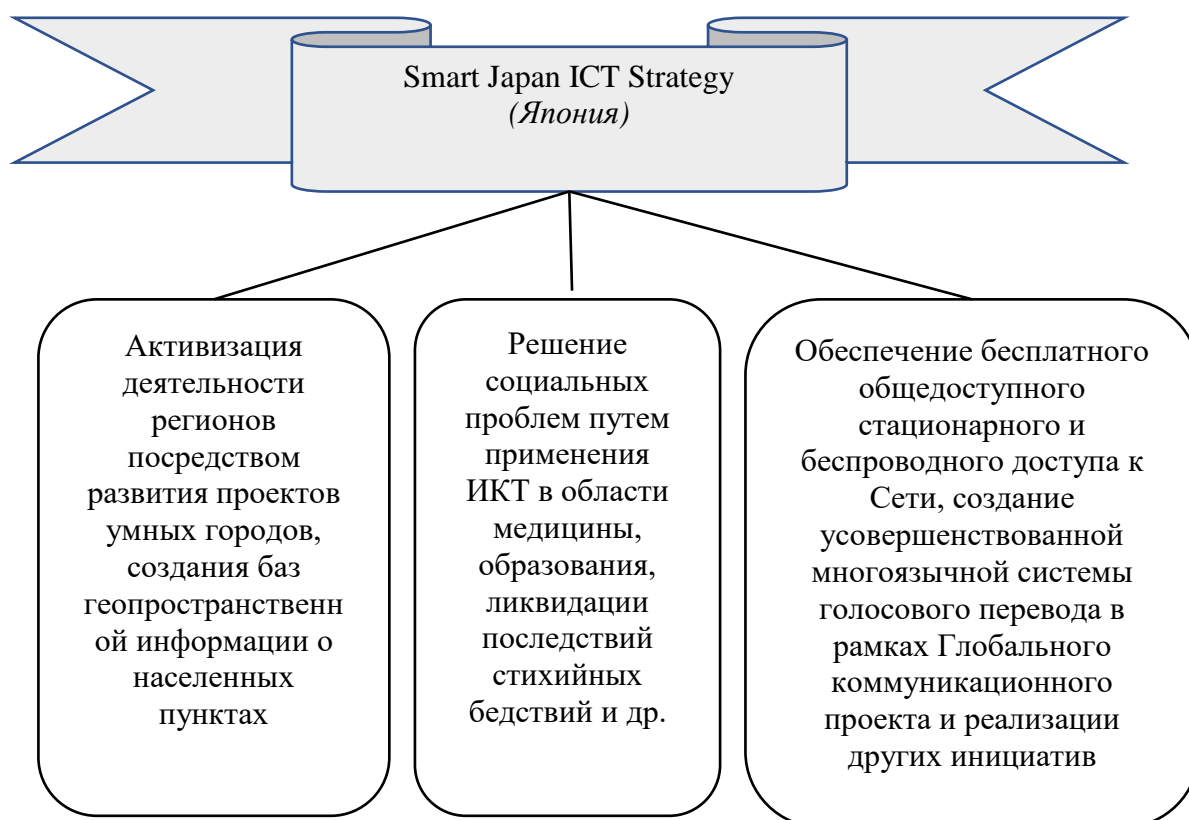 Smart Japan ICT Strategy
(Япония)
Активизация
деятельности
регионов
посредством
развития проектов
умных городов,
создания баз
геопространственн
ой информации о
населенных
пунктах
Решение
социальных
проблем путем
применения
ИКТ в области
медицины,
образования,
ликвидации
последствий
стихийных
бедствий и др.
Обеспечение бесплатного
общедоступного
стационарного и
беспроводного доступа к
Сети, создание
усовершенствованной
многоязычной системы
голосового перевода в
рамках Глобального
коммуникационного
проекта и реализации
других инициатив